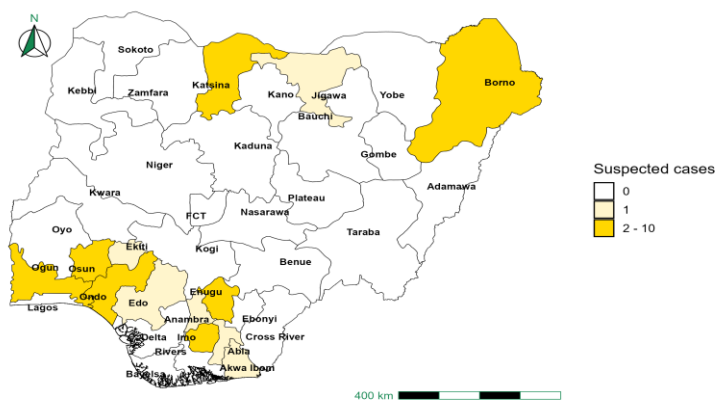 N
Sokoto
Kebbi
Zamfara
Katsina
Kano
Jigawa
Yobe
Borno
Bauchi
Kaduna
Gombe
Niger
Adamawa
Kwara
Plateau
FCT
Nasarawa
Taraba
Oyo
Ekiti
Kogi
Benue
Ogun
Osun
Ondo
Edo
Enugu
Lagos
Anambra
Ebonyi
Delta
Imo
Cross River
Rivers
Abia
Akwa Ibom
Bayelsa
Suspected cases
0
1
2 - 10
400 km